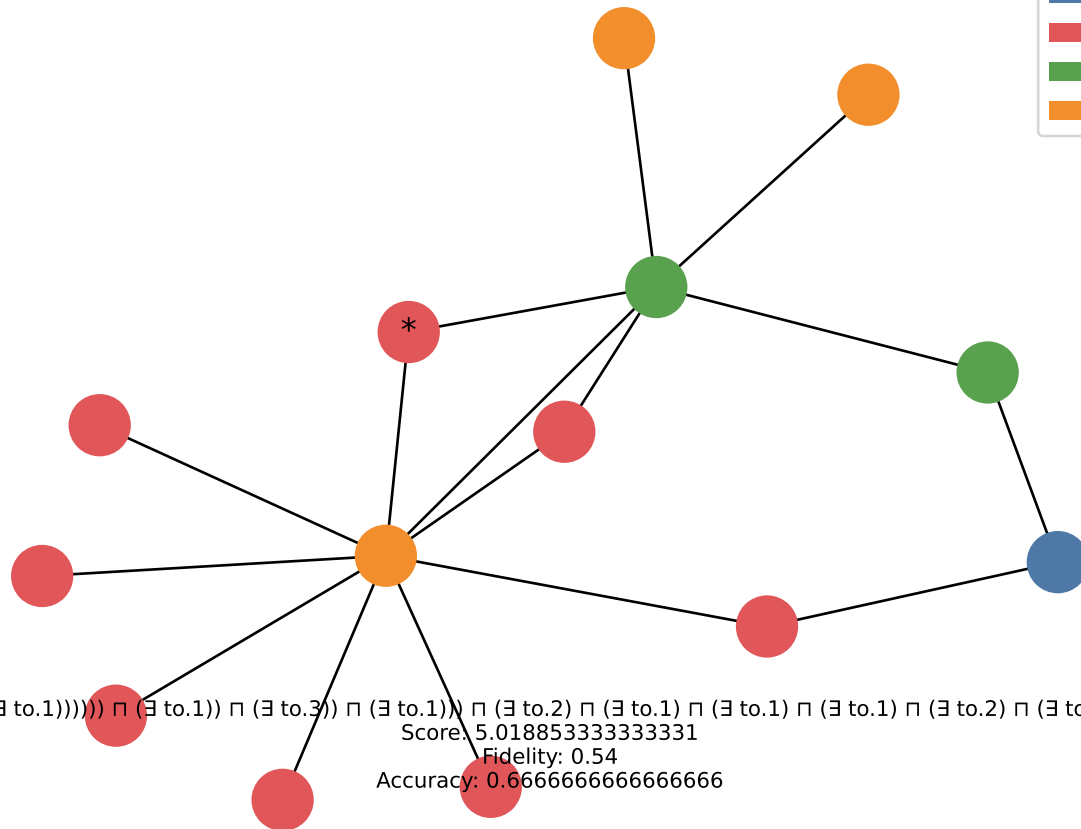 *
∃ to.1)))))) ⊓ (∃ to.1)) ⊓ (∃ to.3)) ⊓ (∃ to.1))) ⊓ (∃ to.2) ⊓ (∃ to.1) ⊓ (∃ to.1) ⊓ (∃ to.1) ⊓ (∃ to.2) ⊓ (∃ to
Score: 5.018853333333331
Fidelity: 0.54
Accuracy: 0.6666666666666666